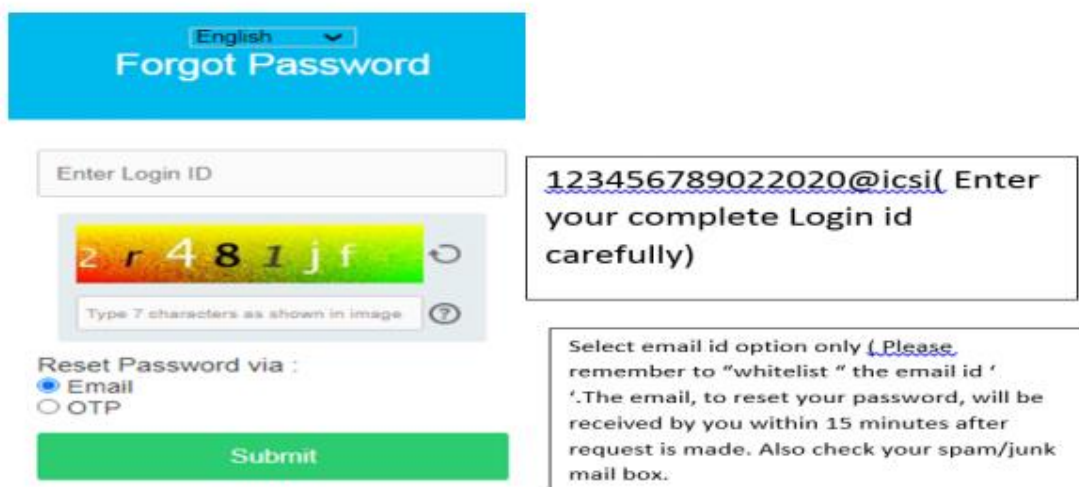 English
Forgot Password
Enter Login ID
2 r 4 8 1 j f
Type 7 characters as shown in image
Reset Password via :
Email
OTP
Submit
123456789022020@icsi( Enter
your complete Login id
carefully)
Select email id option only ( Please
remember to “whitelist “ the email id ‘
‘.The email, to reset your password, will be
received by you within 15 minutes after
request is made. Also check your spam/junk
mail box.